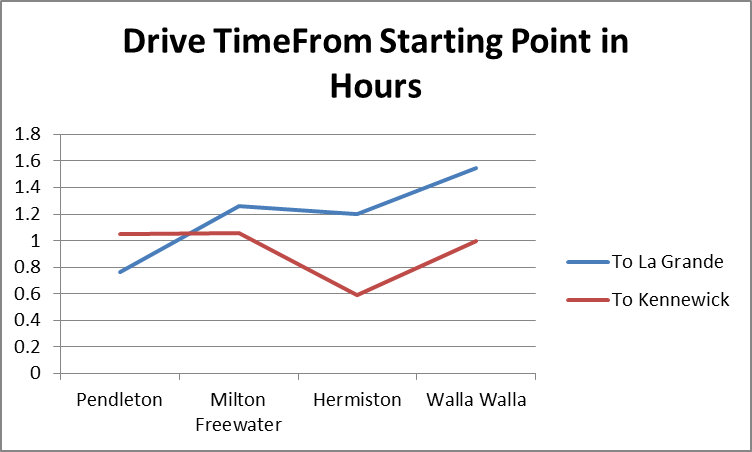 Drive TimeFrom Starting Point in
Hours
1.8
1.6
1.4
1.2
1
0.8
0.6
0.4
0.2
0
Pendleton
Milton
Freewater
Hermiston
Walla Walla
To La Grande
To Kennewick